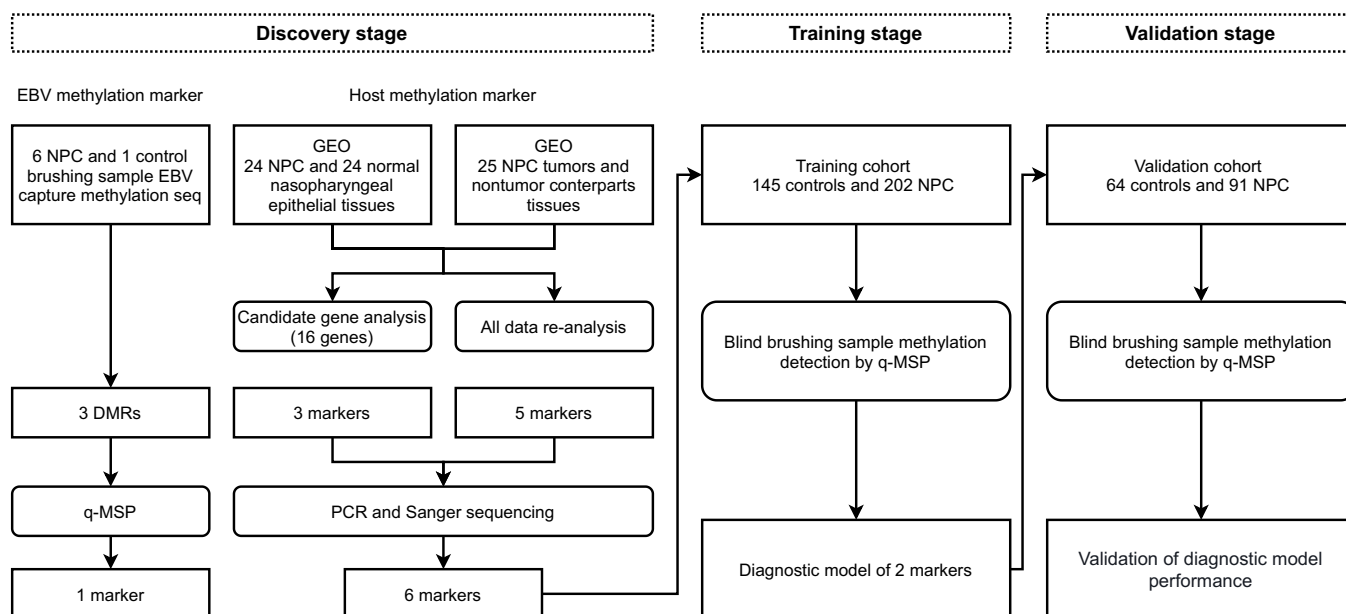 Discovery stage
Training stage
Validation stage
EBV methylation marker
Host methylation marker
6 NPC and 1 control
brushing sample EBV
capture methylation seq
GEO
24 NPC and 24 normal
nasopharyngeal
epithelial tissues
GEO
25 NPC tumors and
nontumor conterparts
tissues
Training cohort
145 controls and 202 NPC
Validation cohort
64 controls and 91 NPC
Candidate gene analysis
(16 genes)
All data re-analysis
Blind brushing sample methylation
detection by q-MSP
Blind brushing sample methylation
detection by q-MSP
3 DMRs
3 markers
5 markers
q-MSP
PCR and Sanger sequencing
1 marker
6 markers
Diagnostic model of 2 markers
Validation of diagnostic model
performance